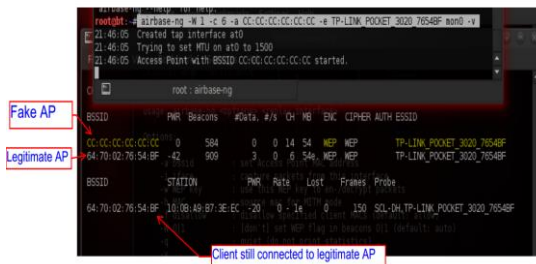 airbase-ng --help" for help.
root@bt:~# airbase-ng -W 1 -c 6 -a CC:CC:CC:CC:CC:CC -e TP-LINK_POCKET_3020_7654BF mon0 -v
21:46:05 Created tap interface at0
21:46:05 Trying to set MTU on at0 to 1500
21:46:05 Access Point with BSSID CC:CC:CC:CC:CC:CC started.
root : airbase-ng
Fake AP
BSSID PWR Beacons #Data, #/s CH MB ENC CIPHER AUTH ESSID
CC:CC:CC:CC:CC:CC 0 584 0 0 14 54 WEP WEP TP-LINK_POCKET_3020_7654BF
Legitimate AP
64:70:02:76:54:BF -42 909 3 0 6 54e. WEP WEP TP-LINK_POCKET_3020_7654BF
BSSID STATION PWR Rate Lost Frames Probe
64:70:02:76:54:BF 10:0B:A9:B7:3E:EC -20 0 - 1e 0 150 SCL-DH,TP-LINK_POCKET_3020_7654BF
Client still connected to legitimate AP